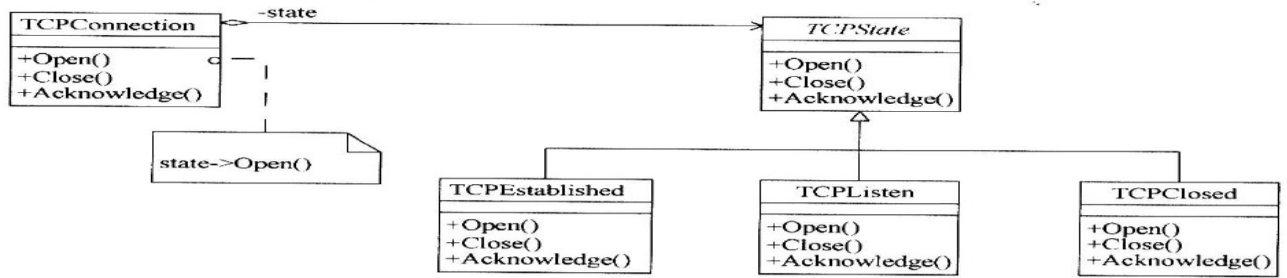 -state
TCPConnection
+Open()
+Close()
+Acknowledge()
TCPState
+Open()
+Close()
+Acknowledge()
state->Open()
TCPEstablished
+Open()
+Close()
+Acknowledge()
TCPListen
+Open()
+Close()
+Acknowledge()
TCPClosed
+Open()
+Close()
+Acknowledge()